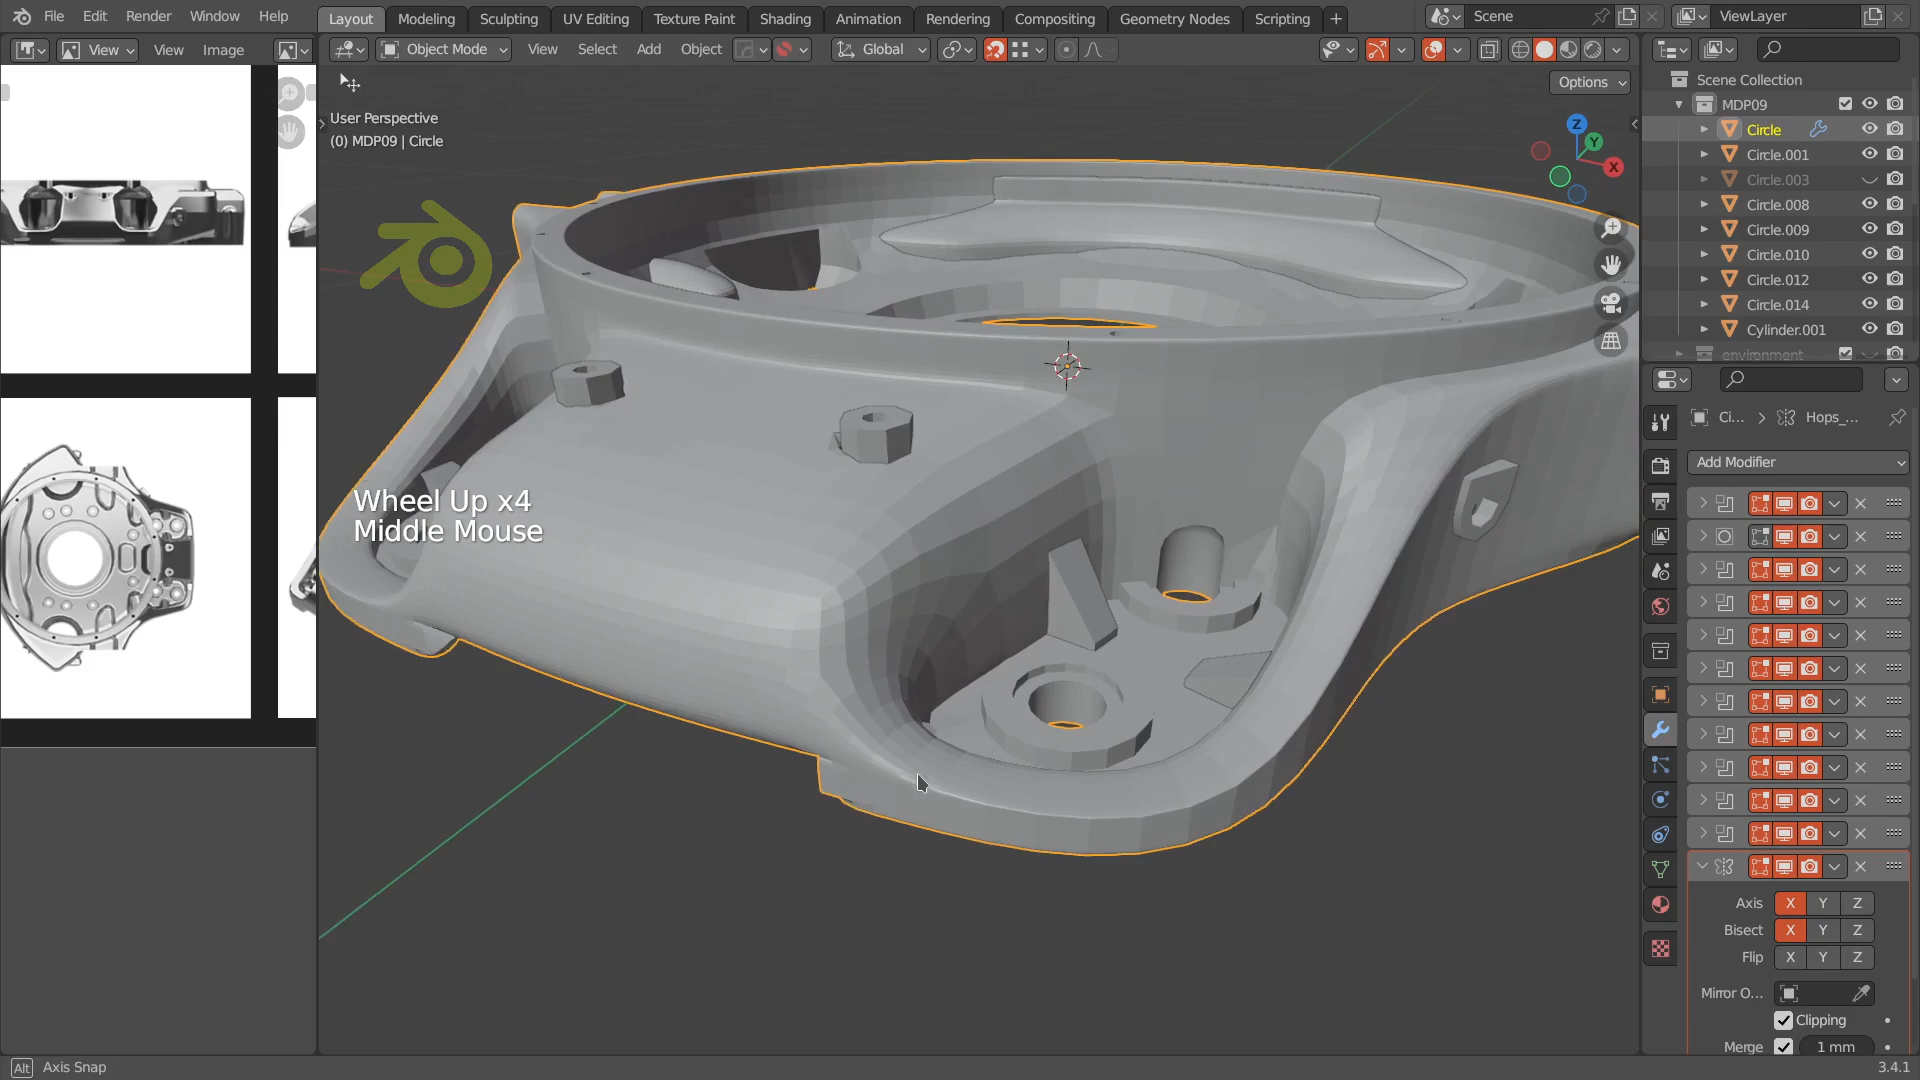 File Edit Render Window Help Layout Modeling Sculpting UV Editing Texture Paint Shading Animation Rendering Compositing Geometry Nodes Scripting + Scene ViewLayer
View View Image Object Mode View Select Add Object Global
Options
User Perspective
(0) MDP09 | Circle
Z
Y
X
Scene Collection
MDP09
Circle
Circle.001
Circle.003
Circle.008
Circle.009
Circle.010
Circle.012
Circle.014
Cylinder.001
environment
Ci... Hops_...
Add Modifier
Wheel Up x4
Middle Mouse
Axis X Y Z
Bisect X Y Z
Flip X Y Z
Mirror O...
Clipping
Merge 1 mm
Alt Axis Snap
3.4.1